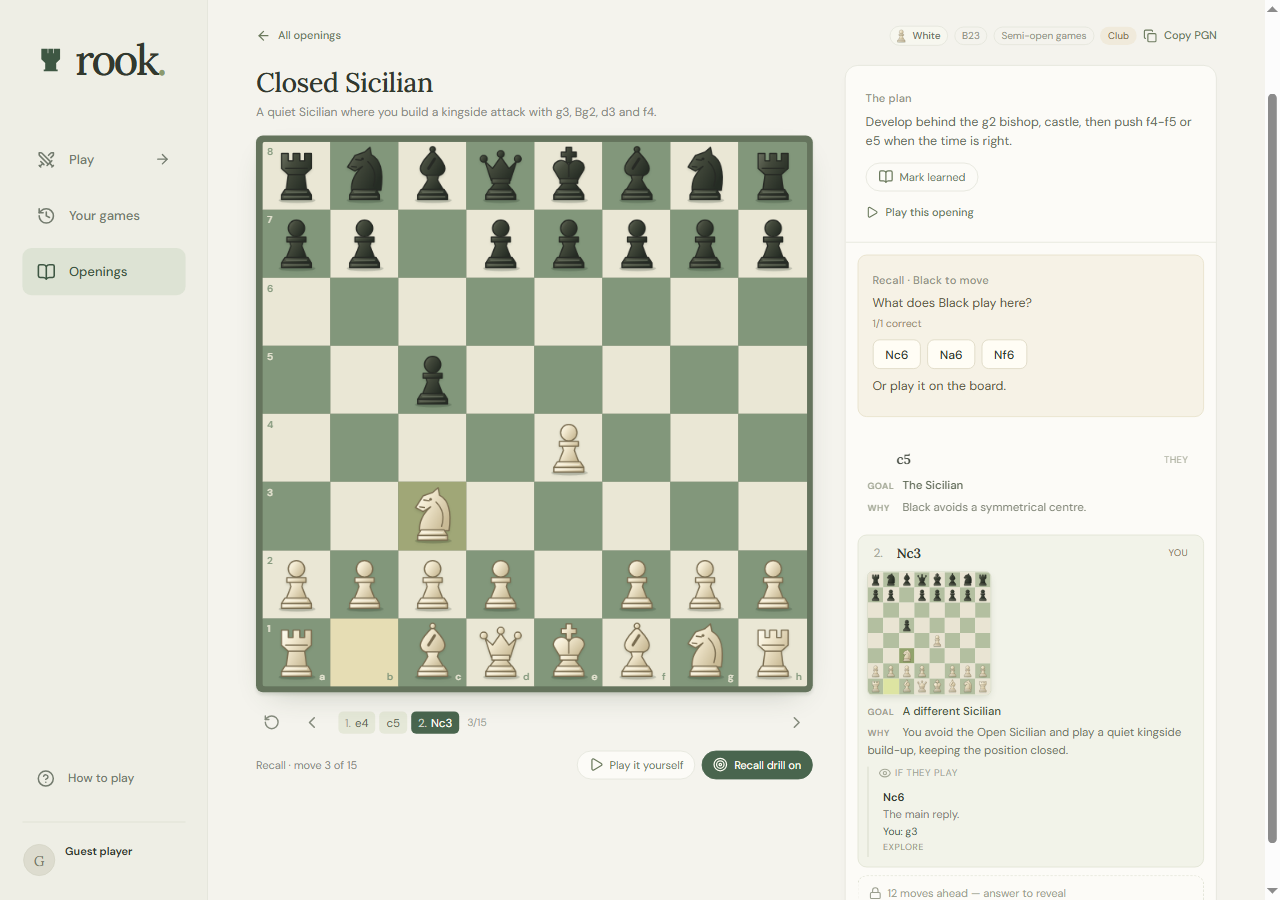 rook.
Play
Your games
Openings
How to play
G
Guest player
All openings
White
B23
Semi-open games
Club
Copy PGN
Closed Sicilian
A quiet Sicilian where you build a kingside attack with g3, Bg2, d3 and f4.
8
7
6
5
4
3
2
1
a b c d e f g h
1. e4
c5
2. Nc3
3/15
Recall · move 3 of 15
Play it yourself
Recall drill on
The plan
Develop behind the g2 bishop, castle, then push f4–f5 or
e5 when the time is right.
Mark learned
Play this opening
Recall · Black to move
What does Black play here?
1/1 correct
Nc6
Na6
Nf6
Or play it on the board.
c5
THEY
GOAL The Sicilian
WHY Black avoids a symmetrical centre.
2. Nc3
YOU
GOAL A different Sicilian
WHY You avoid the Open Sicilian and play a quiet kingside
build-up, keeping the position closed.
IF THEY PLAY
Nc6
The main reply.
You: g3
EXPLORE
12 moves ahead — answer to reveal